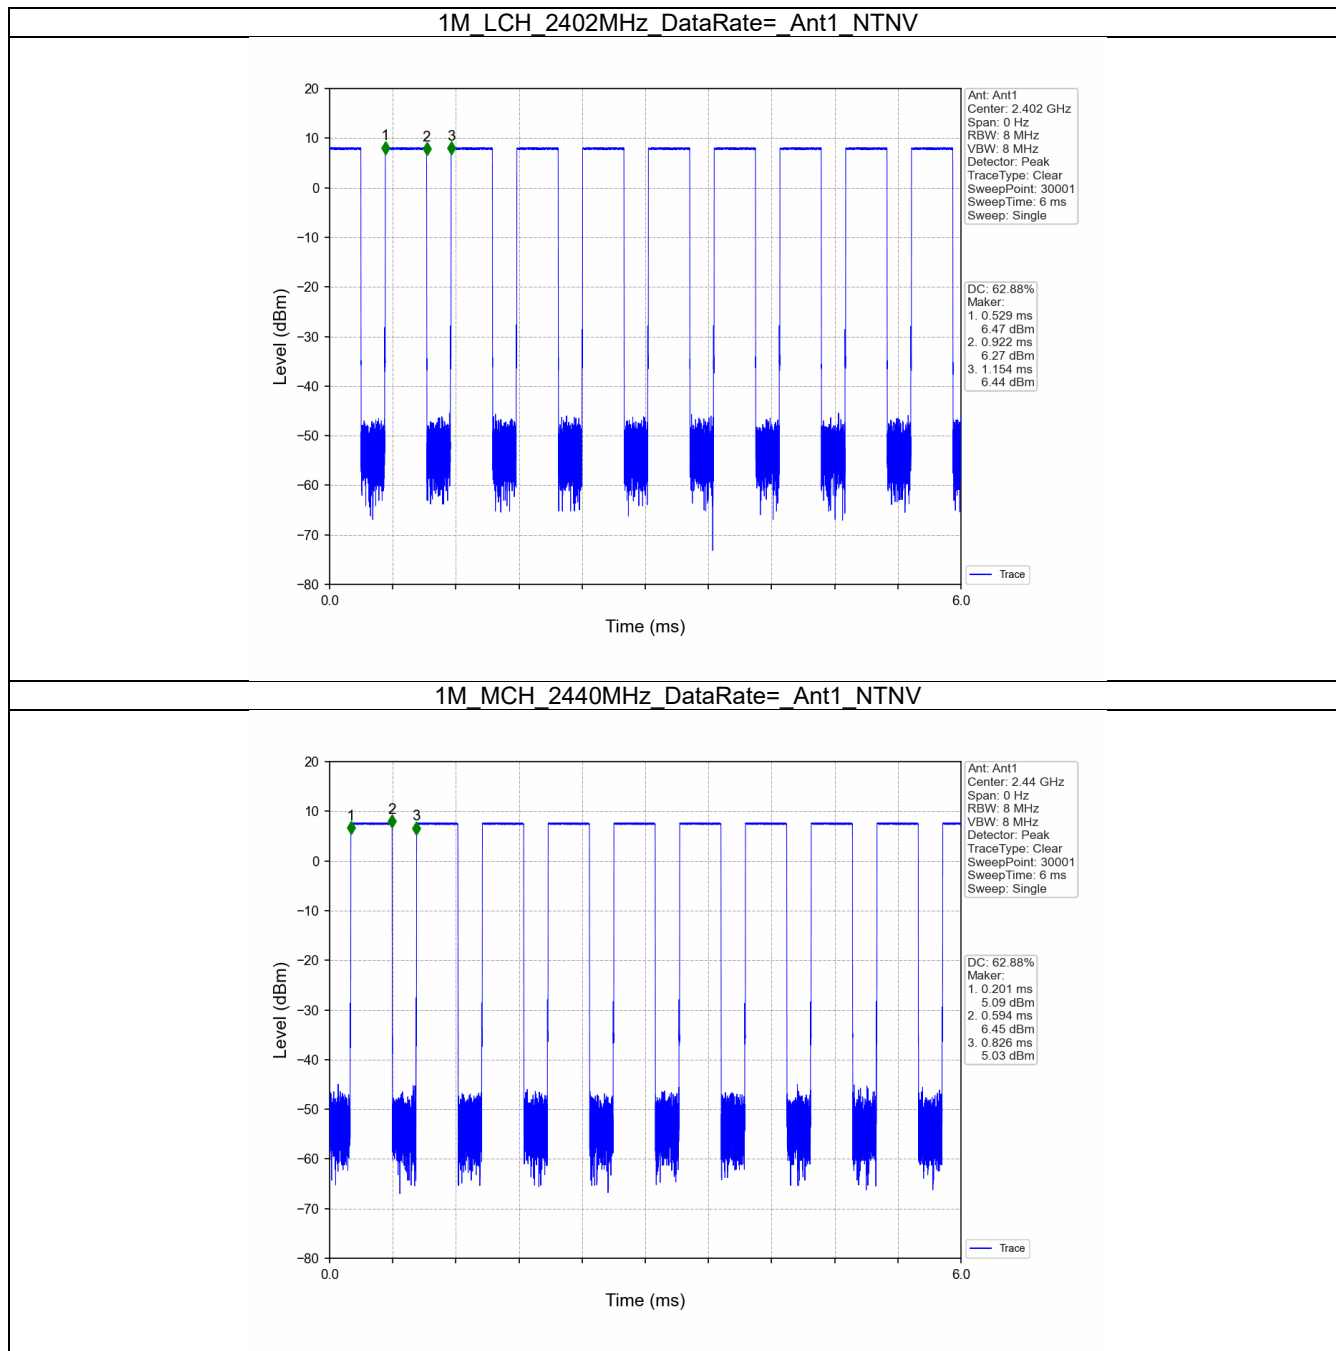 1M_LCH_2402MHz_DataRate=_Ant1_NTNV
20
10
0
−10
−20
−30
−40
−50
−60
−70
−80
Level (dBm)
1
2
3
0.0
6.0
Time (ms)
Ant: Ant1
Center: 2.402 GHz
Span: 0 Hz
RBW: 8 MHz
VBW: 8 MHz
Detector: Peak
TraceType: Clear
SweepPoint: 30001
SweepTime: 6 ms
Sweep: Single
DC: 62.88%
Maker:
1. 0.529 ms
6.47 dBm
2. 0.922 ms
6.27 dBm
3. 1.154 ms
6.44 dBm
Trace
1M_MCH_2440MHz_DataRate=_Ant1_NTNV
20
10
0
−10
−20
−30
−40
−50
−60
−70
−80
Level (dBm)
1
2
3
0.0
6.0
Time (ms)
Ant: Ant1
Center: 2.44 GHz
Span: 0 Hz
RBW: 8 MHz
VBW: 8 MHz
Detector: Peak
TraceType: Clear
SweepPoint: 30001
SweepTime: 6 ms
Sweep: Single
DC: 62.88%
Maker:
1. 0.201 ms
5.09 dBm
2. 0.594 ms
6.45 dBm
3. 0.826 ms
5.03 dBm
Trace